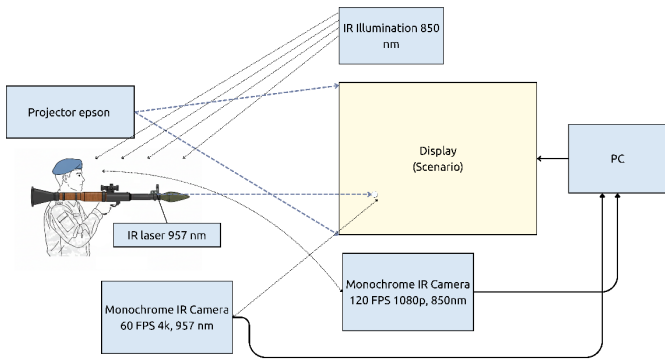 IR Illumination 850
nm
Projector epson
Display
(Scenario)
PC
IR laser 957 nm
Monochrome IR Camera
120 FPS 1080p, 850nm
Monochrome IR Camera
60 FPS 4k, 957 nm